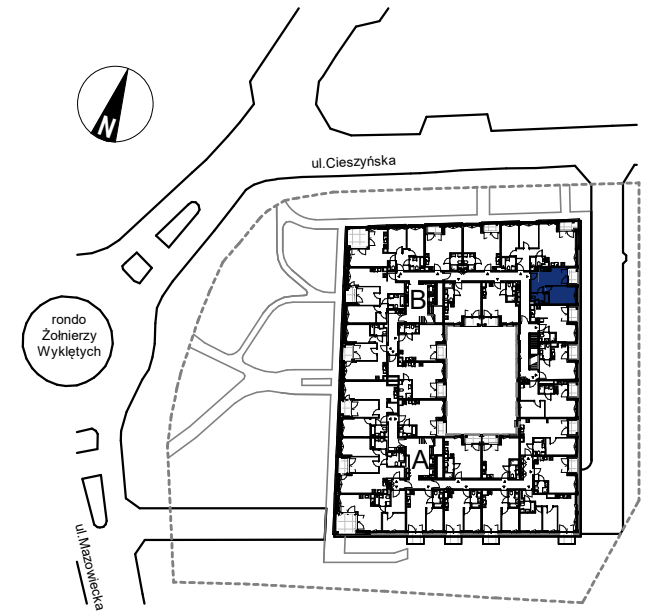 N
ul.Cieszyńska
B
rondo
Żołnierzy
Wyklętych
A
ul.Mazowiecka